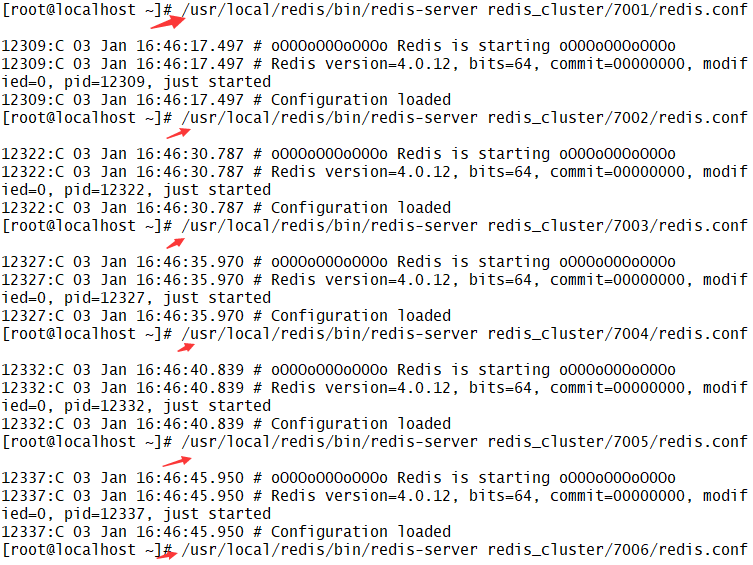 [root@localhost ~]# /usr/local/redis/bin/redis-server redis_cluster/7001/redis.conf
12309:C 03 Jan 16:46:17.497 # oO0OoO0OoO0Oo Redis is starting oO0OoO0OoO0Oo
12309:C 03 Jan 16:46:17.497 # Redis version=4.0.12, bits=64, commit=00000000, modif
ied=0, pid=12309, just started
12309:C 03 Jan 16:46:17.497 # Configuration loaded
[root@localhost ~]# /usr/local/redis/bin/redis-server redis_cluster/7002/redis.conf
12322:C 03 Jan 16:46:30.787 # oO0OoO0OoO0Oo Redis is starting oO0OoO0OoO0Oo
12322:C 03 Jan 16:46:30.787 # Redis version=4.0.12, bits=64, commit=00000000, modif
ied=0, pid=12322, just started
12322:C 03 Jan 16:46:30.787 # Configuration loaded
[root@localhost ~]# /usr/local/redis/bin/redis-server redis_cluster/7003/redis.conf
12327:C 03 Jan 16:46:35.970 # oO0OoO0OoO0Oo Redis is starting oO0OoO0OoO0Oo
12327:C 03 Jan 16:46:35.970 # Redis version=4.0.12, bits=64, commit=00000000, modif
ied=0, pid=12327, just started
12327:C 03 Jan 16:46:35.970 # Configuration loaded
[root@localhost ~]# /usr/local/redis/bin/redis-server redis_cluster/7004/redis.conf
12332:C 03 Jan 16:46:40.839 # oO0OoO0OoO0Oo Redis is starting oO0OoO0OoO0Oo
12332:C 03 Jan 16:46:40.839 # Redis version=4.0.12, bits=64, commit=00000000, modif
ied=0, pid=12332, just started
12332:C 03 Jan 16:46:40.839 # Configuration loaded
[root@localhost ~]# /usr/local/redis/bin/redis-server redis_cluster/7005/redis.conf
12337:C 03 Jan 16:46:45.950 # oO0OoO0OoO0Oo Redis is starting oO0OoO0OoO0Oo
12337:C 03 Jan 16:46:45.950 # Redis version=4.0.12, bits=64, commit=00000000, modif
ied=0, pid=12337, just started
12337:C 03 Jan 16:46:45.950 # Configuration loaded
[root@localhost ~]# /usr/local/redis/bin/redis-server redis_cluster/7006/redis.conf